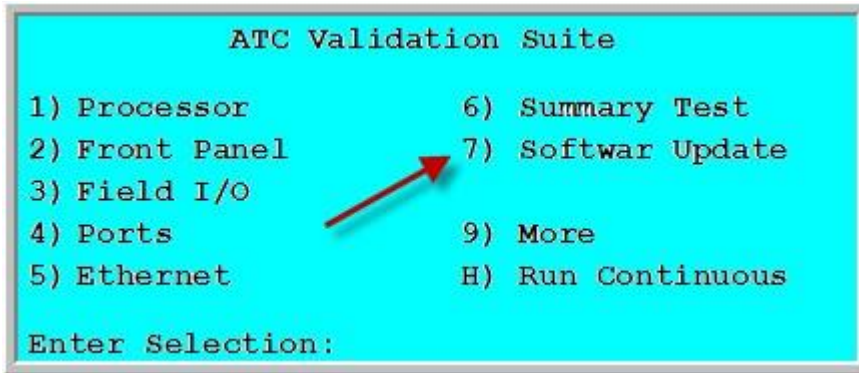 ATC Validation Suite
1) Processor 6) Summary Test
2) Front Panel 7) Softwar Update
3) Field I/O
4) Ports 9) More
5) Ethernet H) Run Continuous
Enter Selection: